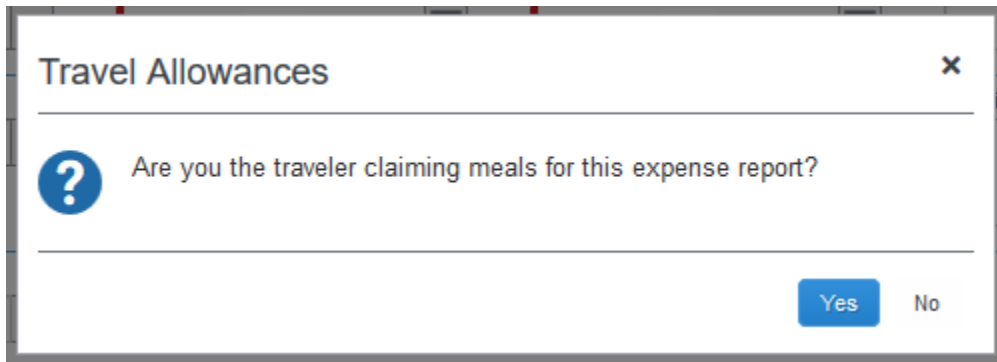 Travel Allowances
×
?
Are you the traveler claiming meals for this expense report?
Yes No